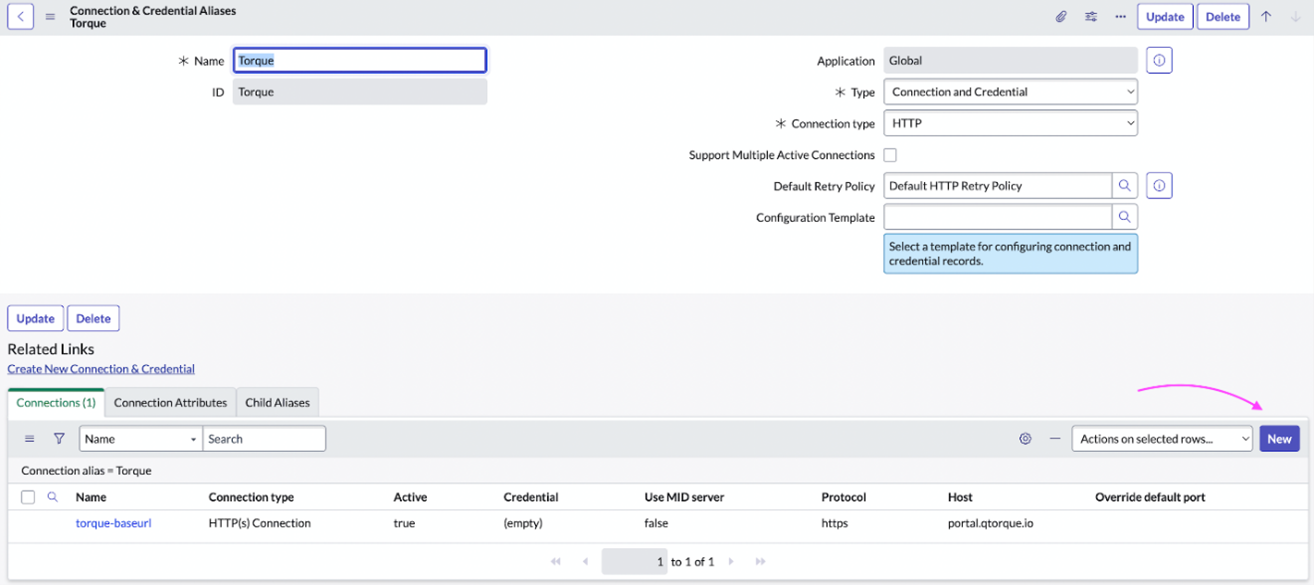 Connection & Credential Aliases
Torque
Update
Delete
Name
Torque
ID
Torque
Application
Global
Type
Connection and Credential
Connection type
HTTP
Support Multiple Active Connections
Default Retry Policy
Default HTTP Retry Policy
Configuration Template
Select a template for configuring connection and
credential records.
Update
Delete
Related Links
Create New Connection & Credential
Connections (1)
Connection Attributes
Child Aliases
Name
Search
Actions on selected rows...
New
Connection alias = Torque
Name Connection type Active Credential Use MID server Protocol Host Override default port
torque-baseurl HTTP(s) Connection true (empty) false https portal.qtorque.io
1 to 1 of 1